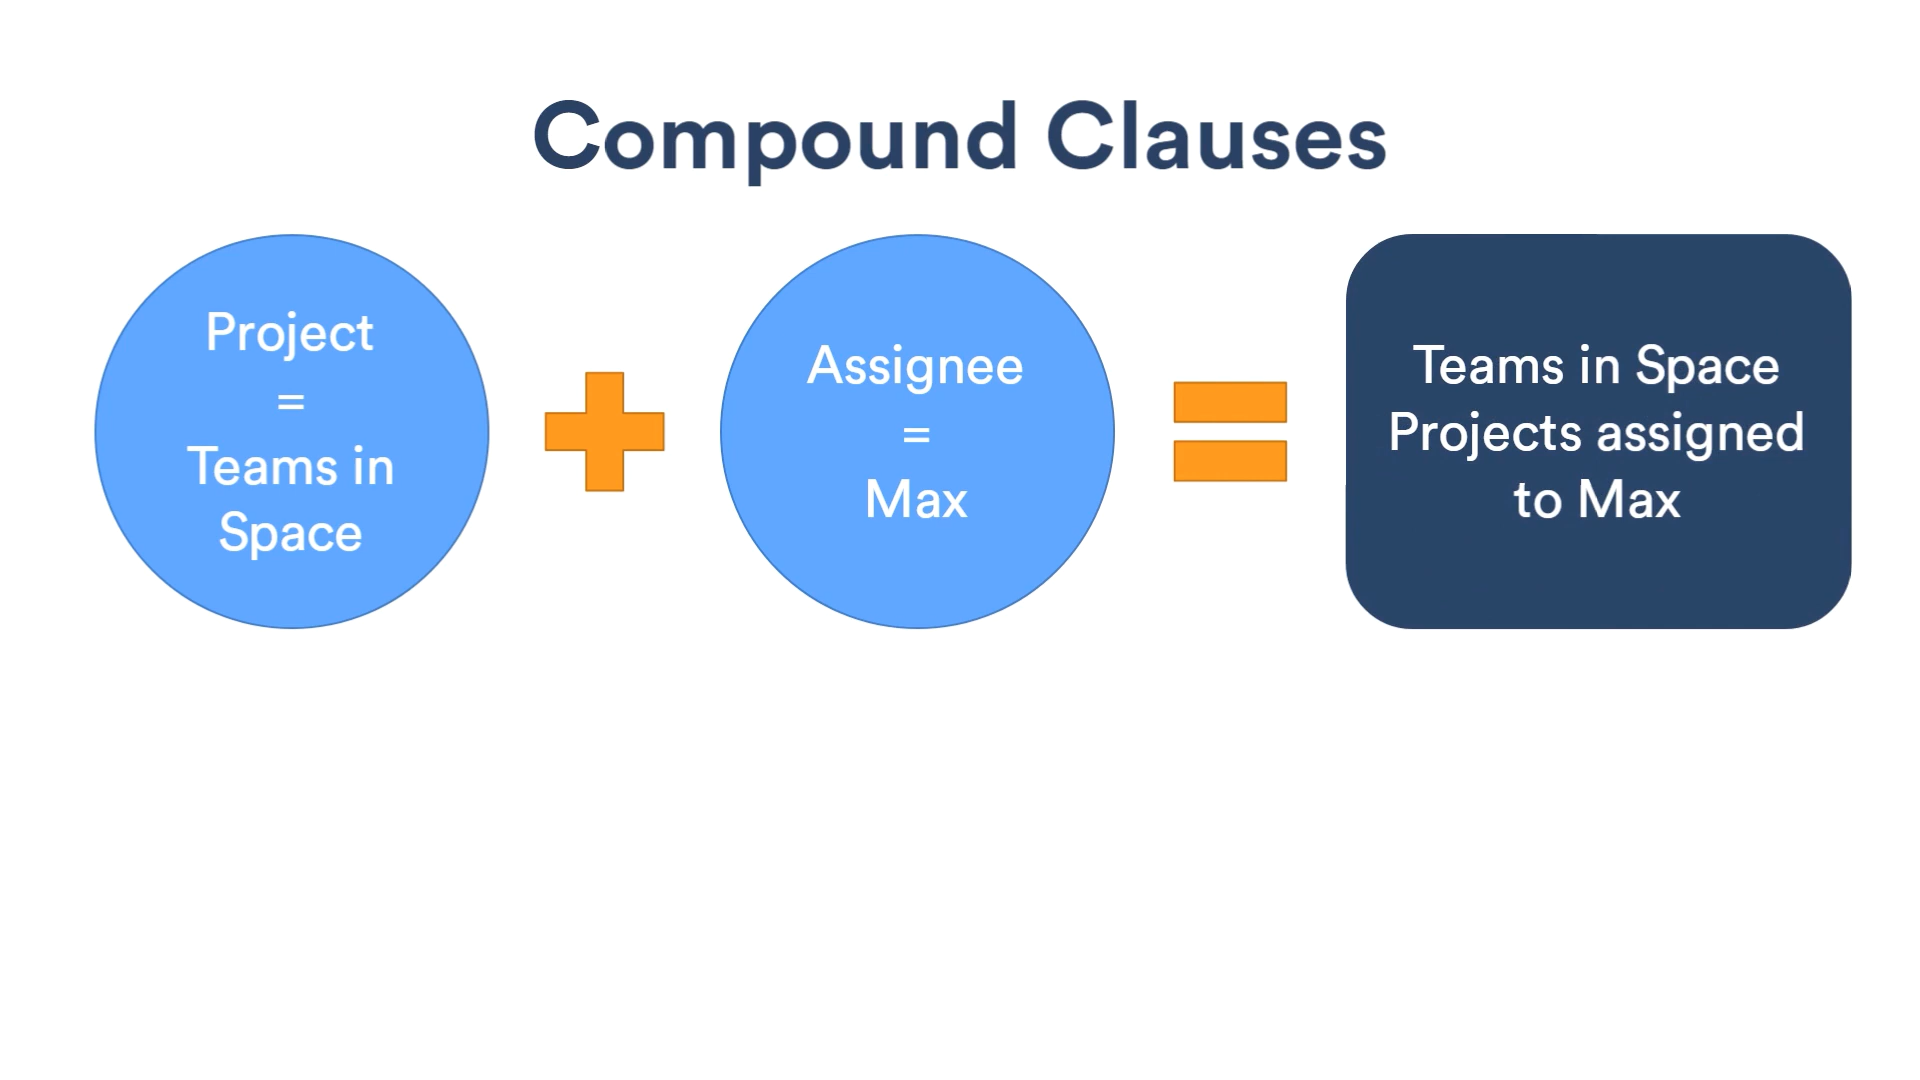 Compound Clauses
Project
=
Teams in
Space
Assignee
=
Max
Teams in Space
Projects assigned
to Max